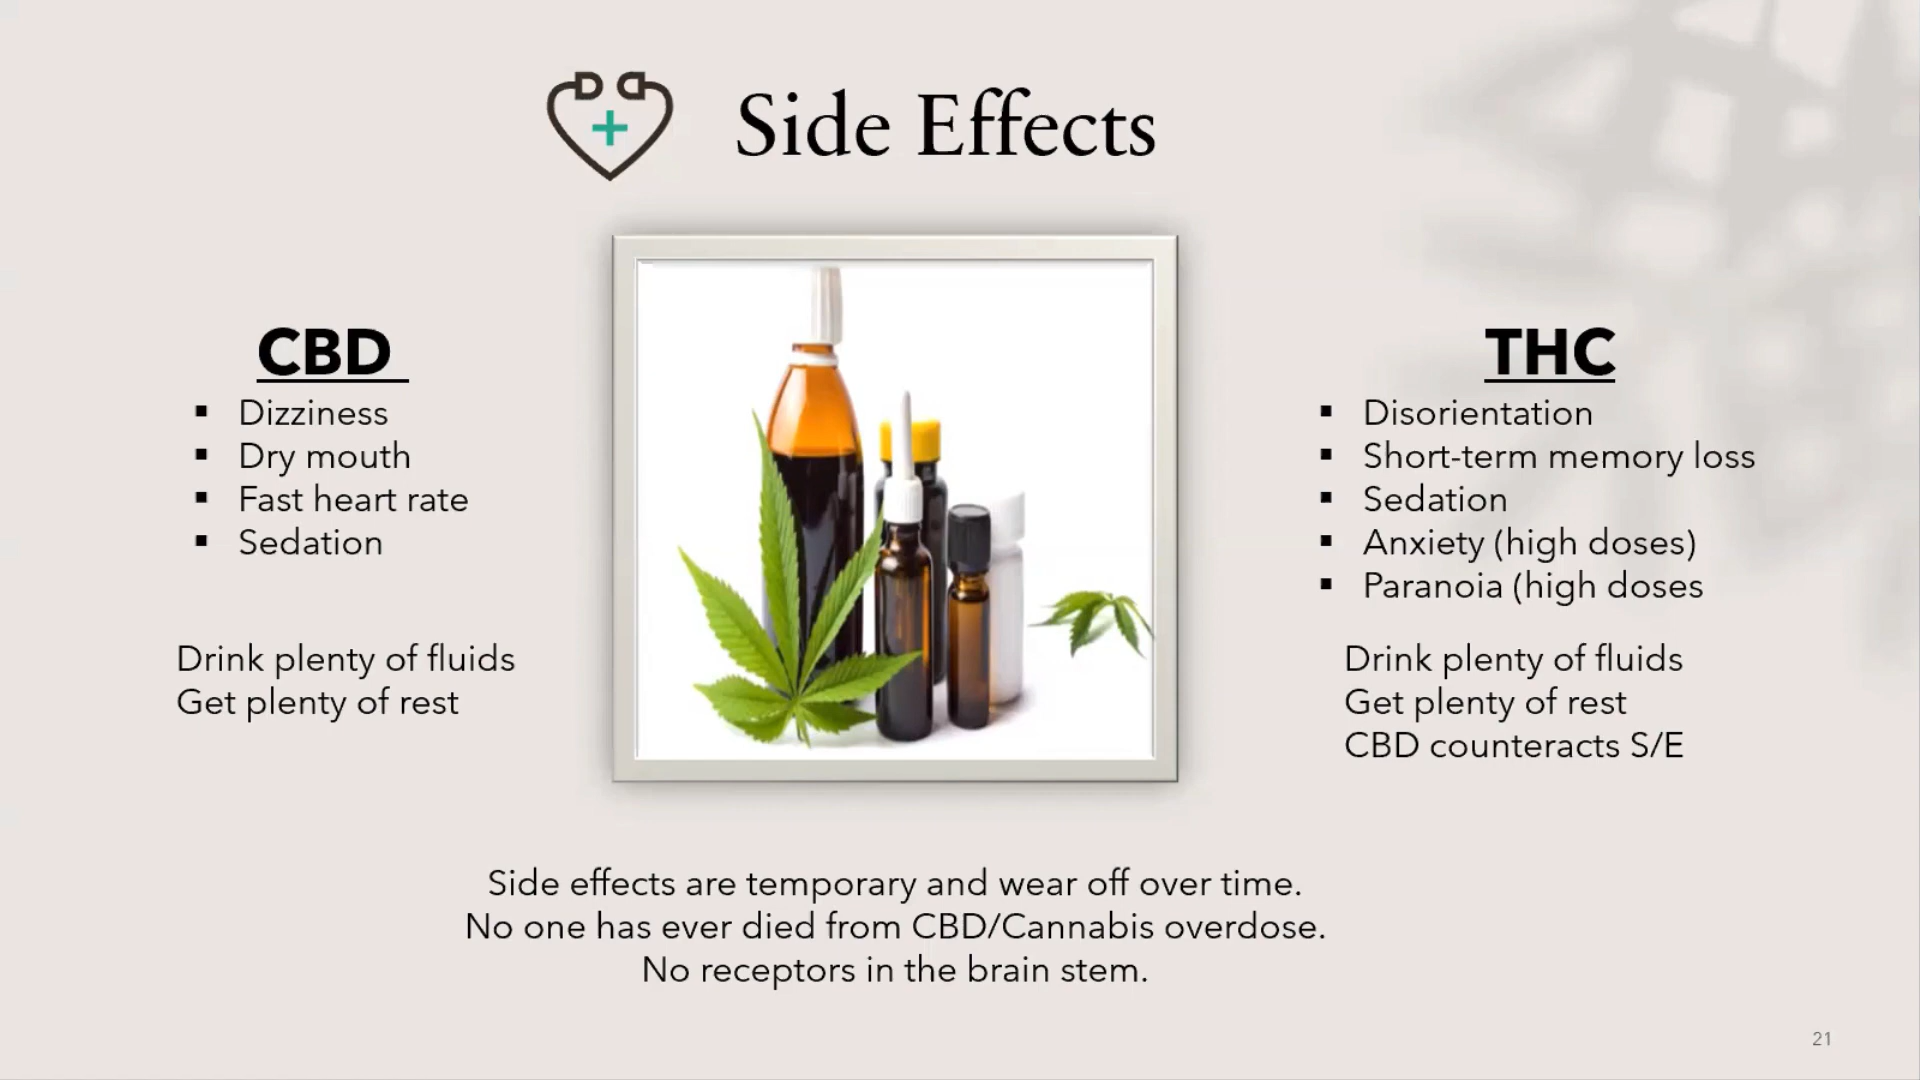 Side Effects
CBD
▪ Dizziness
▪ Dry mouth
▪ Fast heart rate
▪ Sedation
Drink plenty of fluids
Get plenty of rest
THC
▪ Disorientation
▪ Short-term memory loss
▪ Sedation
▪ Anxiety (high doses)
▪ Paranoia (high doses
Drink plenty of fluids
Get plenty of rest
CBD counteracts S/E
Side effects are temporary and wear off over time.
No one has ever died from CBD/Cannabis overdose.
No receptors in the brain stem.
21